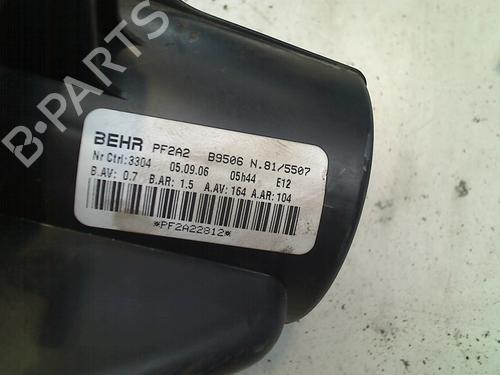 BEHR PF2A2 B9506 N.81/5507
Nr Ctrl:3304 05.09.06 05h44 E12
B.AV: 0.7 B.AR: 1.5 A.AV: 164 A.AR: 104
*PF2A22812*
B-PARTS